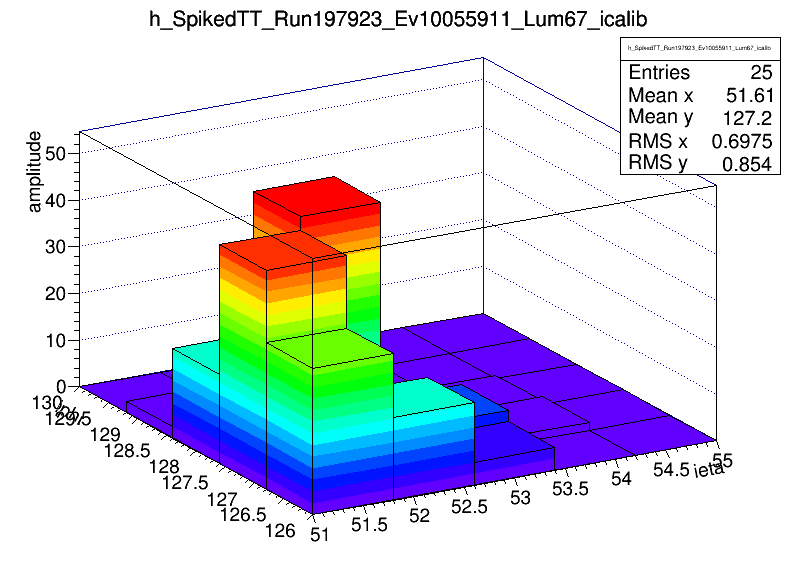 h_SpikedTT_Run197923_Ev10055911_Lum67_icalib
h_SpikedTT_Run197923_Ev10055911_Lum67_icalib
Entries 25
Mean x 51.61
Mean y 127.2
RMS x 0.6975
RMS y 0.854
amplitude
50
40
30
20
10
0
130
129.5
129
128.5
128
127.5
127
126.5
126
51
51.5
52
52.5
53
53.5
54
54.5
55
ieta